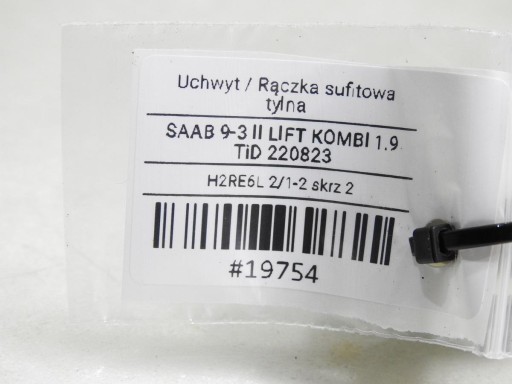 Uchwyt / Rączka sufitowa
tylna
SAAB 9-3 II LIFT KOMBI 1.9
TiD 220823
H2RE6L 2/1-2 skrz 2
#19754